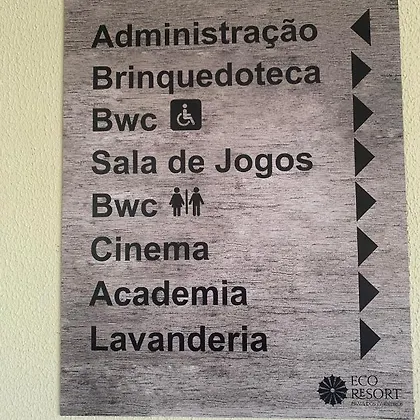 Administração
Brinquedoteca
Bwc
Sala de Jogos
Bwc
Cinema
Academia
Lavanderia
ECO
RESORT